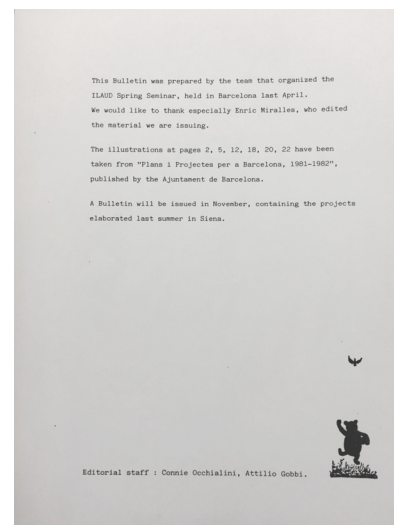 This Bulletin was prepared by the team that organized the
ILAUD Spring Seminar, held in Barcelona last April.
We would like to thank especially Enric Miralles, who edited
the material we are issuing.
The illustrations at pages 2, 5, 12, 18, 20, 22 have been
taken from "Plans i Projectes per a Barcelona, 1981-1982",
published by the Ajuntament de Barcelona.
A Bulletin will be issued in November, containing the projects
elaborated last summer in Siena.
Editorial staff : Connie Occhialini, Attilio Gobbi.